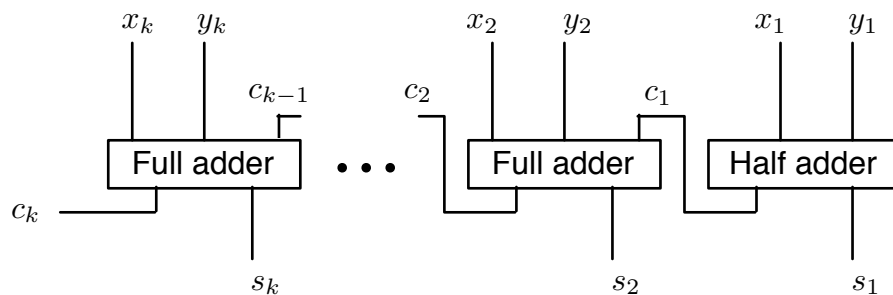 x_k y_k x_2 y_2 x_1 y_1
c_{k-1} c_2 c_1
Full adder • • • Full adder Half adder
c_k
s_k s_2 s_1